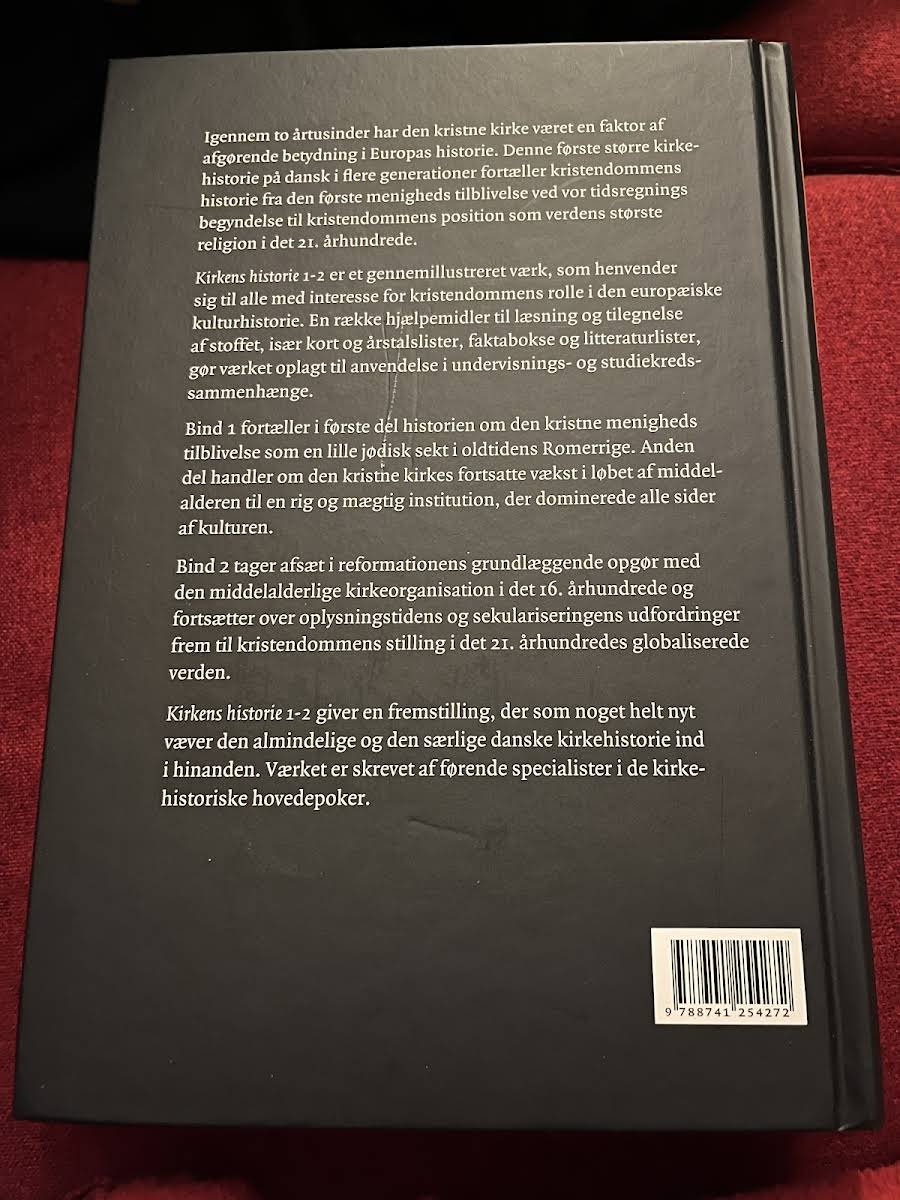 Igennem to årtusinder har den kristne kirke været en faktor af
afgørende betydning i Europas historie. Denne første større kirke-
historie på dansk i flere generationer fortæller kristendommens
historie fra den første menigheds tilblivelse ved vor tidsregnings
begyndelse til kristendommens position som verdens største
religion i det 21. århundrede.
Kirkens historie 1-2 er et gennemillustreret værk, som henvender
sig til alle med interesse for kristendommens rolle i den europæiske
kulturhistorie. En række hjælpemidler til læsning og tilegnelse
af stoffet, især kort og årstalslister, faktabokse og litteraturlister,
gør værket oplagt til anvendelse i undervisnings- og studiekreds-
sammenhænge.
Bind 1 fortæller i første del historien om den kristne menigheds
tilblivelse som en lille jødisk sekt i oldtidens Romerrige. Anden
del handler om den kristne kirkes fortsatte vækst i løbet af middel-
alderen til en rig og mægtig institution, der dominerede alle sider
af kulturen.
Bind 2 tager afsæt i reformationens grundlæggende opgør med
den middelalderlige kirkeorganisation i det 16. århundrede og
fortsætter over oplysningstidens og sekulariseringens udfordringer
frem til kristendommens stilling i det 21. århundredes globaliserede
verden.
Kirkens historie 1-2 giver en fremstilling, der som noget helt nyt
væver den almindelige og den særlige danske kirkehistorie ind
i hinanden. Værket er skrevet af førende specialister i de kirke-
historiske hovedepoker.
9 788741 254272